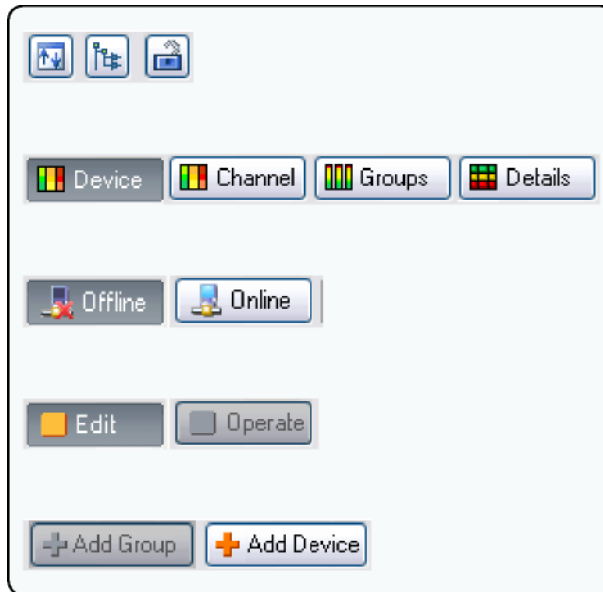 Device Channel Groups Details
Offline Online
Edit Operate
Add Group Add Device